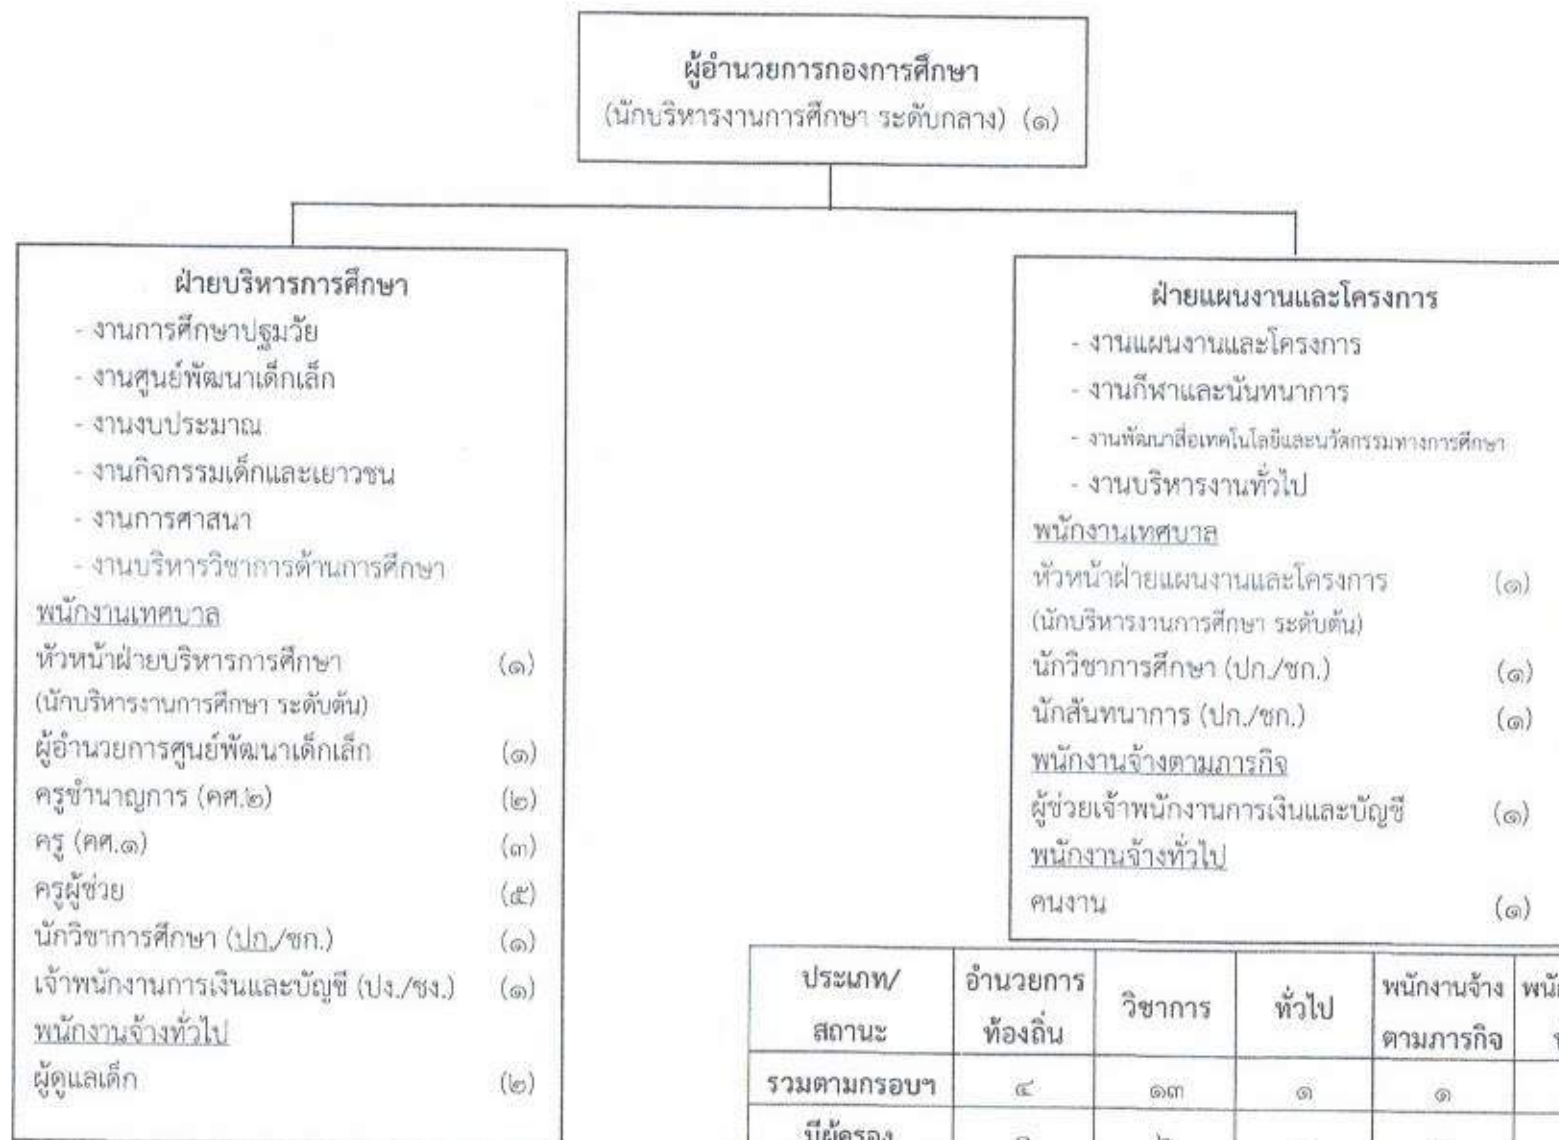 ผู้อำนวยการกองการศึกษา
(นักบริหารงานการศึกษา ระดับกลาง) (๑)
ฝ่ายบริหารการศึกษา
- งานการศึกษาปฐมวัย
- งานศูนย์พัฒนาเด็กเล็ก
- งานงบประมาณ
- งานกิจกรรมเด็กและเยาวชน
- งานการศาสนา
- งานบริหารวิชาการด้านการศึกษา
พนักงานเทศบาล
หัวหน้าฝ่ายบริหารการศึกษา (๑)
(นักบริหารงานการศึกษา ระดับต้น)
ผู้อำนวยการศูนย์พัฒนาเด็กเล็ก (๑)
ครูชำนาญการ (คศ.๒) (๒)
ครู (คศ.๑) (๓)
ครูผู้ช่วย (๕)
นักวิชาการศึกษา (ปก./ชก.) (๑)
เจ้าพนักงานการเงินและบัญชี (ปง./ชง.) (๑)
พนักงานจ้างทั่วไป
ผู้ดูแลเด็ก (๒)
ฝ่ายแผนงานและโครงการ
- งานแผนงานและโครงการ
- งานกีฬาและนันทนาการ
- งานพัฒนาสื่อเทคโนโลยีและนวัตกรรมทางการศึกษา
- งานบริหารงานทั่วไป
พนักงานเทศบาล
หัวหน้าฝ่ายแผนงานและโครงการ (๑)
(นักบริหารงานการศึกษา ระดับต้น)
นักวิชาการศึกษา (ปก./ชก.) (๑)
นักสันทนาการ (ปก./ชก.) (๑)
พนักงานจ้างตามภารกิจ
ผู้ช่วยเจ้าพนักงานการเงินและบัญชี (๑)
พนักงานจ้างทั่วไป
คนงาน (๑)
ประเภท/ อำนวยการ วิชาการ ทั่วไป พนักงานจ้าง
สถานะ ท้องถิ่น ตามภารกิจ
รวมตามกรอบฯ ๔ ๑๓ ๑ ๑
มีผู้ครอง